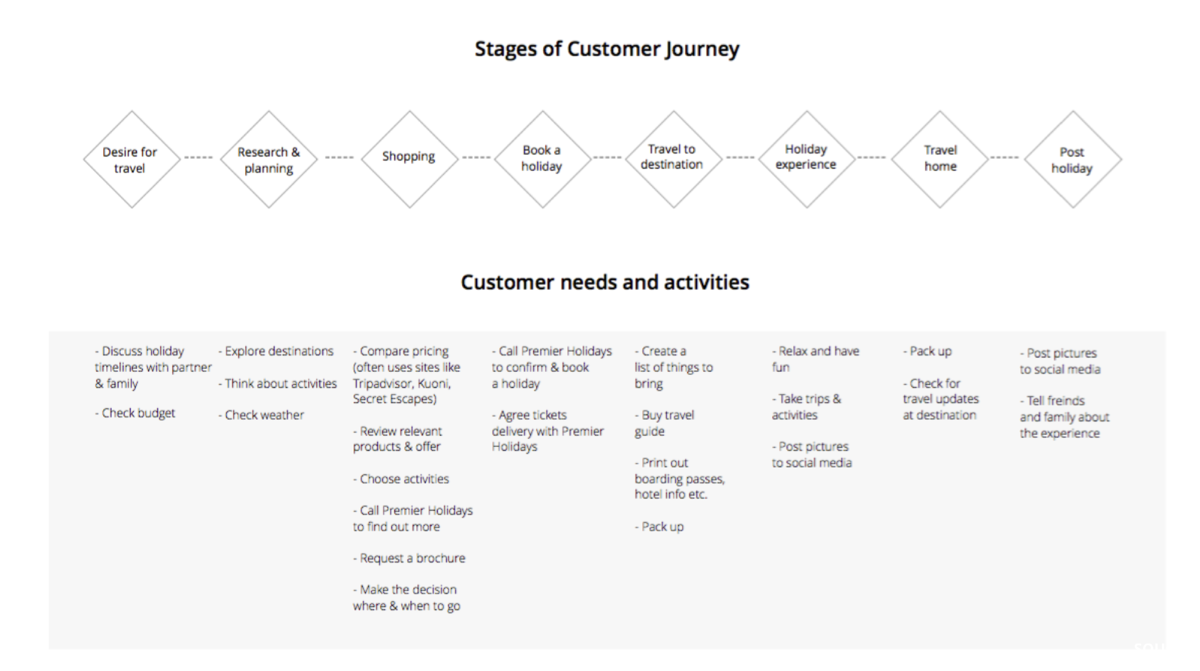 Stages of Customer Journey
Desire for
travel
Research &
planning
Shopping
Book a
holiday
Travel to
destination
Holiday
experience
Travel
home
Post
holiday
Customer needs and activities
- Discuss holiday
timelines with partner
& family
- Check budget
- Explore destinations
- Think about activities
- Check weather
- Compare pricing
(often uses sites like
Tripadvisor, Kuoni,
Secret Escapes)
- Review relevant
products & offer
- Choose activities
- Call Premier Holidays
to find out more
- Request a brochure
- Make the decision
where & when to go
- Call Premier Holidays
to confirm & book
a holiday
- Agree tickets
delivery with Premier
Holidays
- Create a
list of things to
bring
- Buy travel
guide
- Print out
boarding passes,
hotel info etc.
- Pack up
- Relax and have
fun
- Take trips &
activities
- Post pictures
to social media
- Pack up
- Check for
travel updates
at destination
- Post pictures
to social media
- Tell freinds
and family about
the experience